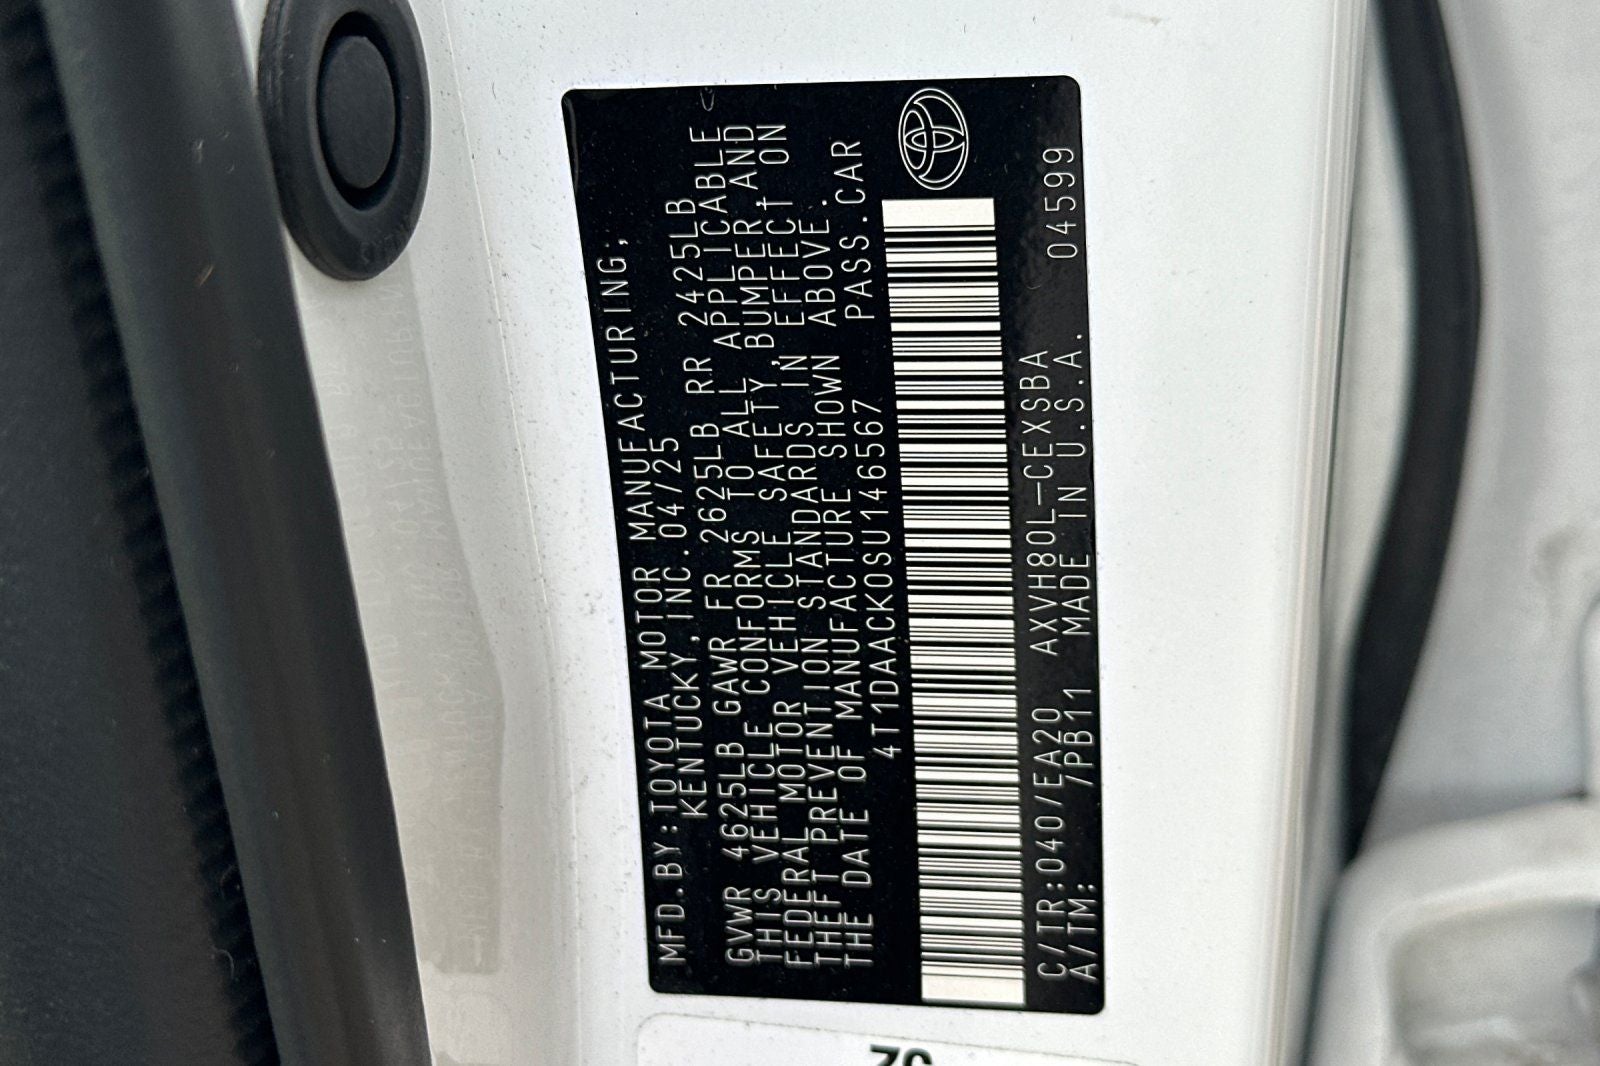 MFD.BY:TOYOTA MOTOR MANUFACTURING,
KENTUCKY,INC.04/25
GVWR 4625LB GAWR FR 2625LB RR 2425LB
THIS VEHICLE CONFORMS TO ALL APPLICABLE
FEDERAL MOTOR VEHICLE SAFETY,BUMPER,AND
THEFT PREVENTION STANDARDS IN EFFECT ON
THE DATE OF MANUFACTURE SHOWN ABOVE.
4T1DAACK0SU146567 PASS.CAR
C/TR:040/EA20 AXVH80L-CEXSBA 04599
A/TM: /PB11 MADE IN U.S.A.